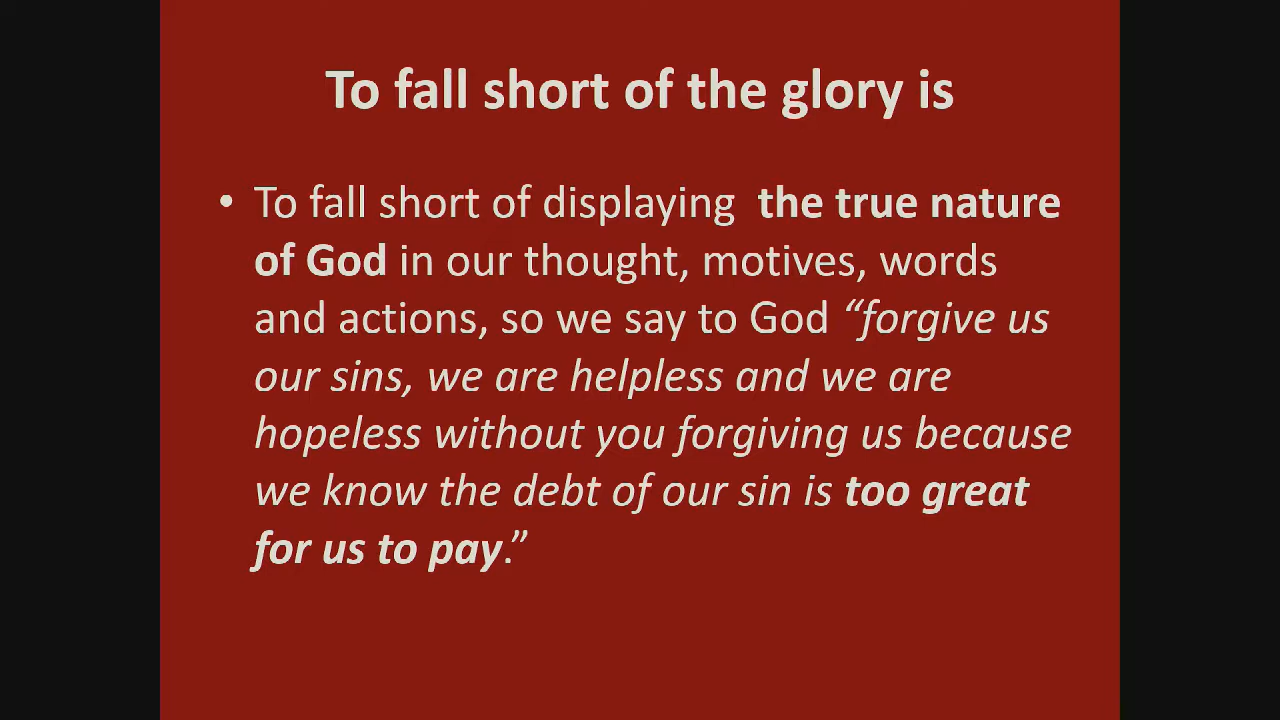 To fall short of the glory is
• To fall short of displaying  the true nature
of God in our thought, motives, words
and actions, so we say to God “forgive us
our sins, we are helpless and we are
hopeless without you forgiving us because
we know the debt of our sin is too great
for us to pay.”